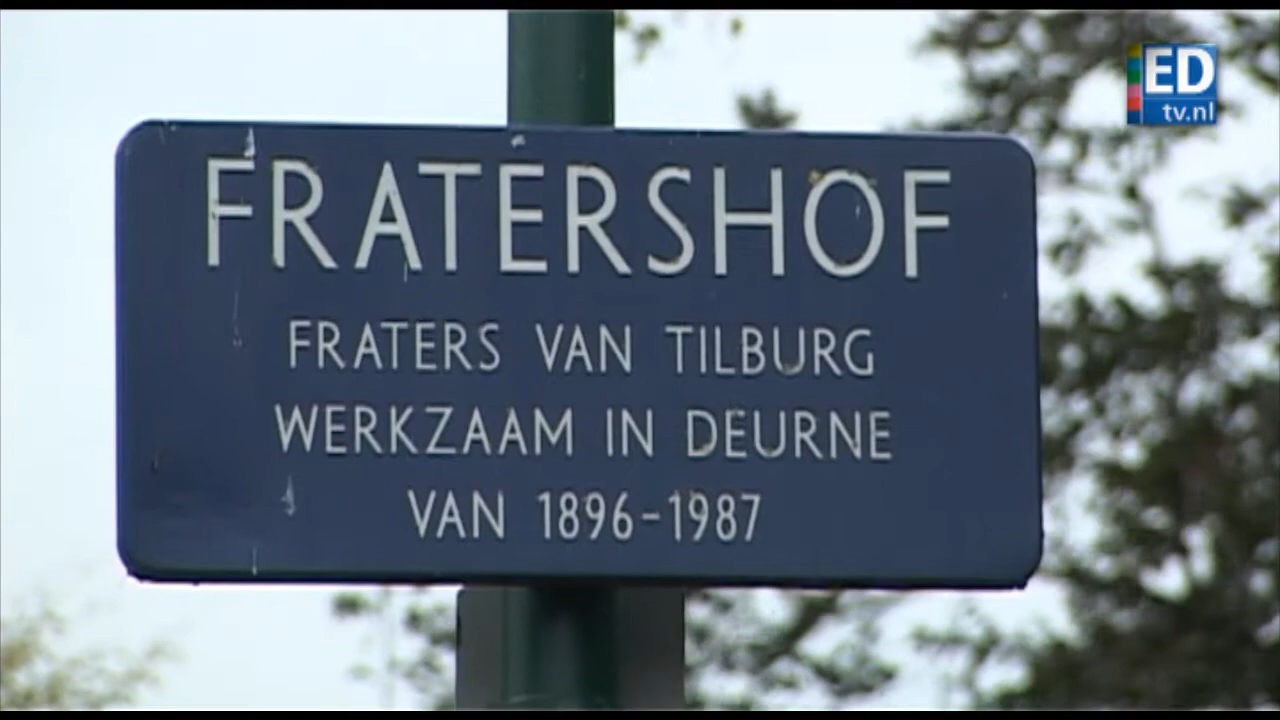 ED
tv.nl
FRATERSHOF
FRATERS VAN TILBURG
WERKZAAM IN DEURNE
VAN 1896-1987